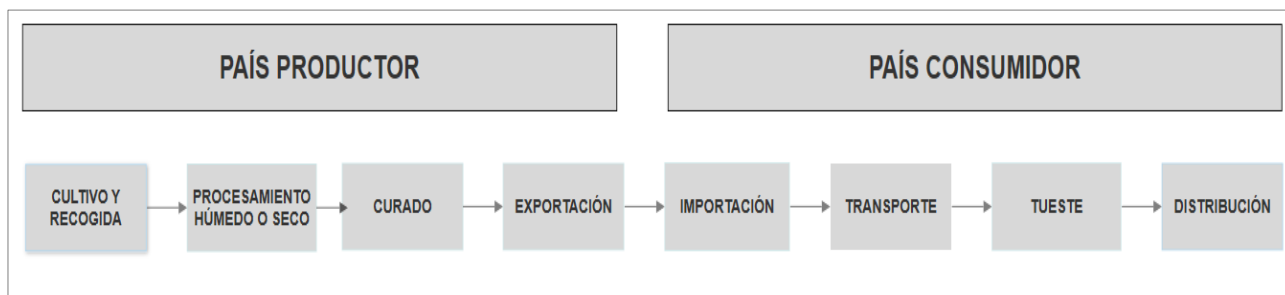 PAÍS PRODUCTOR
PAÍS CONSUMIDOR
CULTIVO Y
RECOGIDA
PROCESAMIENTO
HÚMEDO O SECO
CURADO
EXPORTACIÓN
IMPORTACIÓN
TRANSPORTE
TUESTE
DISTRIBUCIÓN